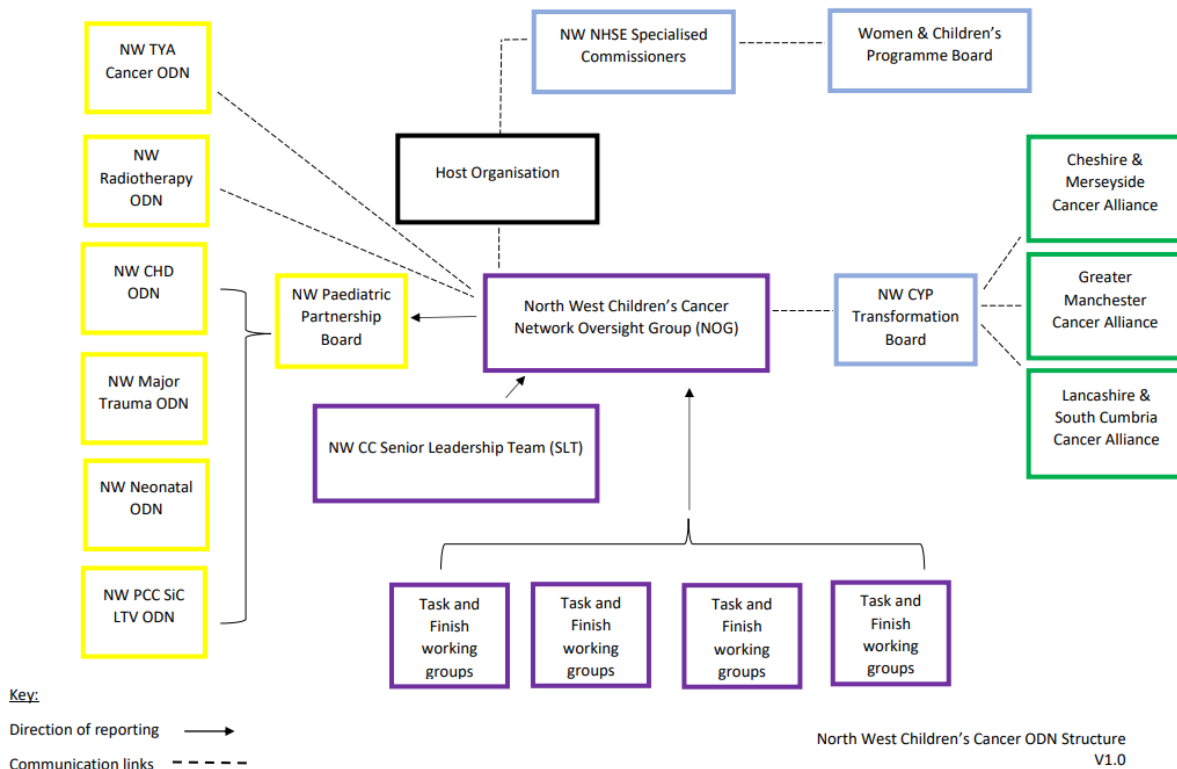 NW TYA
Cancer ODN
NW NHSE Specialised
Commissioners
Women & Children's
Programme Board
NW
Radiotherapy
ODN
Host Organisation
Cheshire &
Merseyside
Cancer Alliance
NW CHD
ODN
NW Paediatric
Partnership
Board
North West Children's Cancer
Network Oversight Group (NOG)
NW CYP
Transformation
Board
Greater
Manchester
Cancer Alliance
NW Major
Trauma ODN
NW CC Senior Leadership Team (SLT)
Lancashire &
South Cumbria
Cancer Alliance
NW Neonatal
ODN
NW PCC SiC
LTV ODN
Task and
Finish
working
groups
Task and
Finish
working
groups
Task and
Finish
working
groups
Task and
Finish
working
groups
Key:
Direction of reporting
Communication links
North West Children's Cancer ODN Structure
V1.0